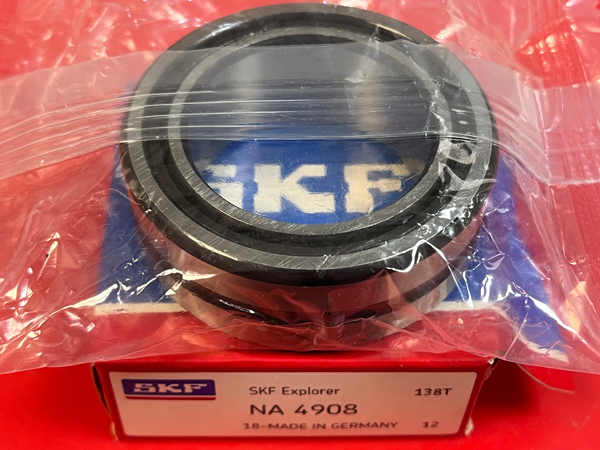 SKF
SKF
SKF Explorer
138T
NA 4908
18-MADE IN GERMANY
12